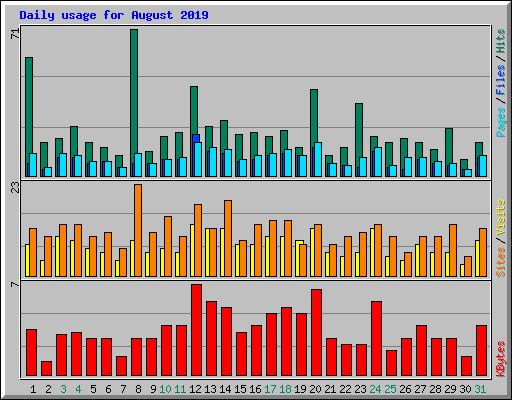 Daily usage for August 2019
71
Pages / Files / Hits
23
Sites / Visits
7
KBytes
1 2 3 4 5 6 7 8 9 10 11 12 13 14 15 16 17 18 19 20 21 22 23 24 25 26 27 28 29 30 31